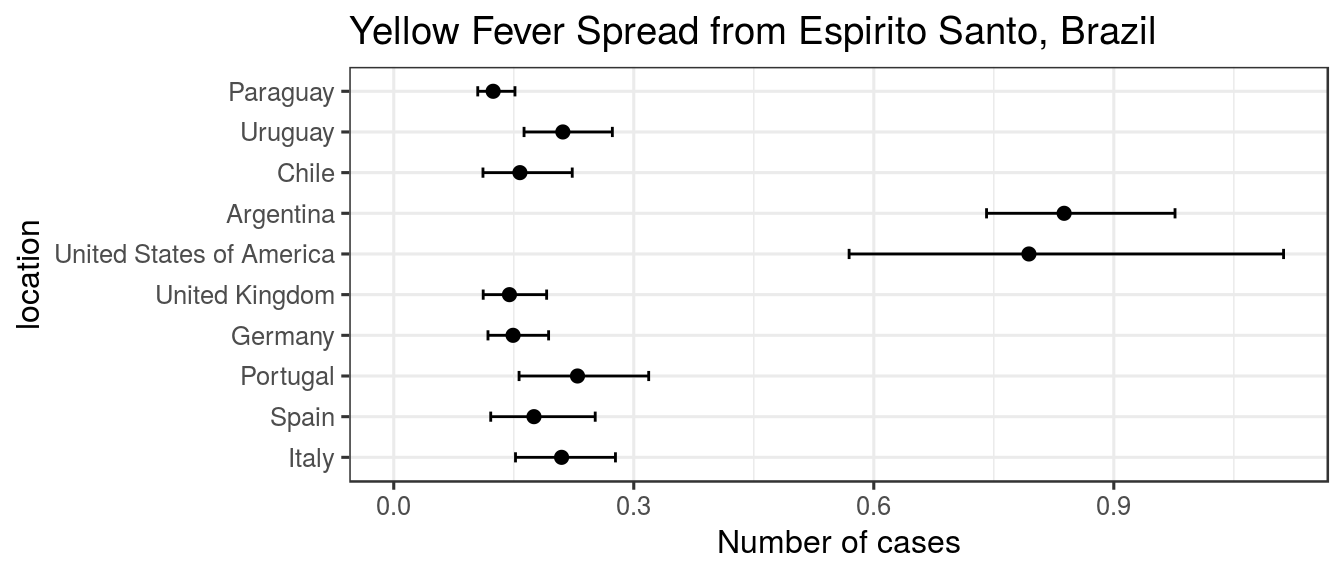 Yellow Fever Spread from Espirito Santo, Brazil
location
Paraguay
Uruguay
Chile
Argentina
United States of America
United Kingdom
Germany
Portugal
Spain
Italy
0.0 0.3 0.6 0.9
Number of cases